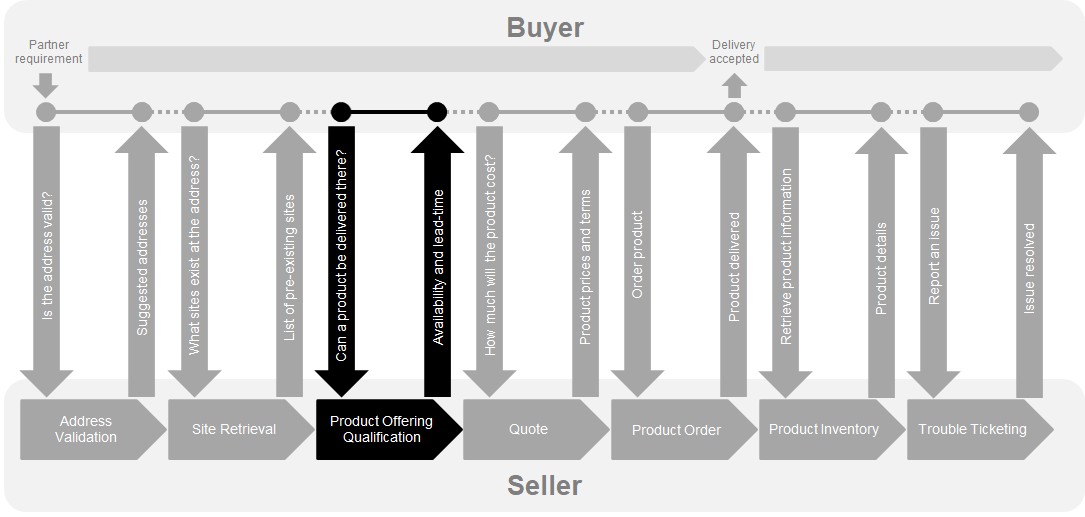 Buyer
Partner
requirement
Delivery
accepted
Is the address valid?
Suggested addresses
What sites exist at the address?
List of pre-existing sites
Can a product be delivered there?
Availability and lead-time
How much will the product cost?
Product prices and terms
Order product
Product delivered
Retrieve product information
Product details
Report an issue
Issue resolved
Address
Validation
Site Retrieval
Product Offering
Qualification
Quote
Product Order
Product Inventory
Trouble Ticketing
Seller